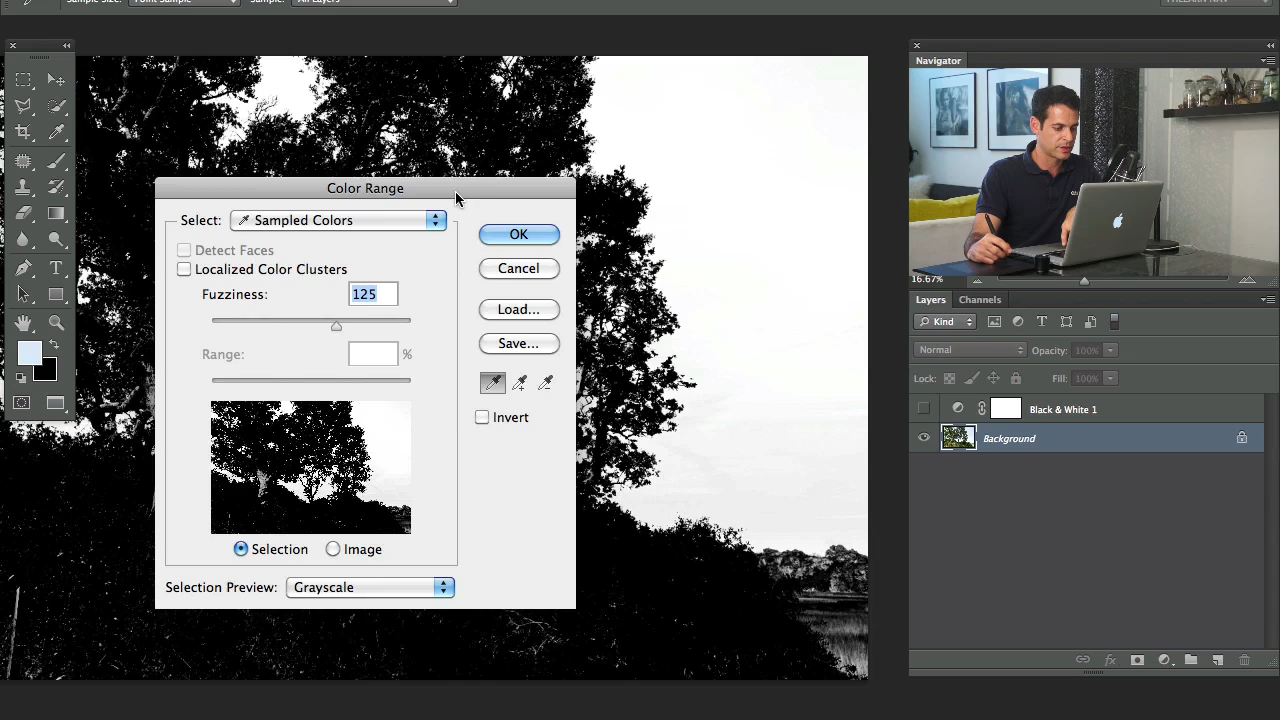 Sample Size: Point Sample Sample: All Layers
Color Range
Select: Sampled Colors
Detect Faces
Localized Color Clusters
Fuzziness: 125
Range: %
OK
Cancel
Load...
Save...
Invert
Selection Image
Selection Preview: Grayscale
Navigator
16.67%
Layers Channels
Kind
Normal Opacity: 100%
Lock: Fill: 100%
Black & White 1
Background